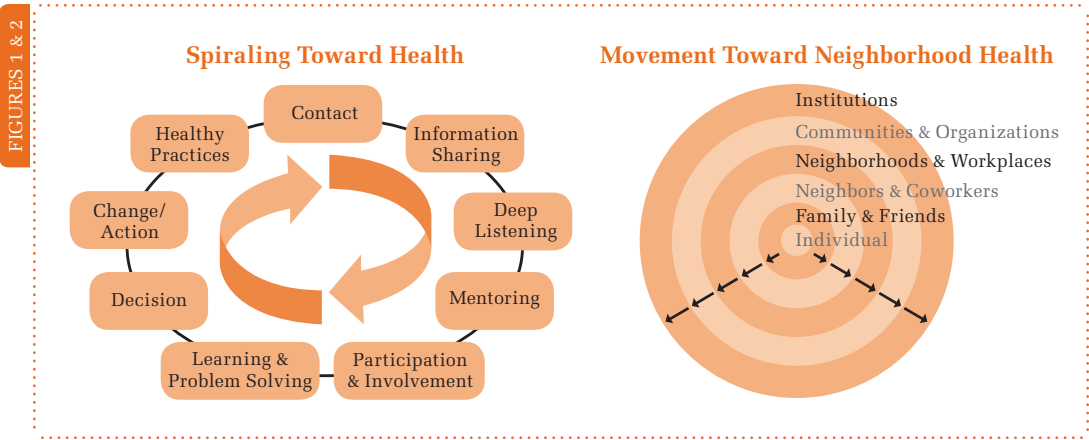 FIGURES 1 & 2
Spiraling Toward Health
Contact
Information
Sharing
Deep
Listening
Mentoring
Participation
& Involvement
Learning &
Problem Solving
Decision
Change/
Action
Healthy
Practices
Movement Toward Neighborhood Health
Institutions
Communities & Organizations
Neighborhoods & Workplaces
Neighbors & Coworkers
Family & Friends
Individual